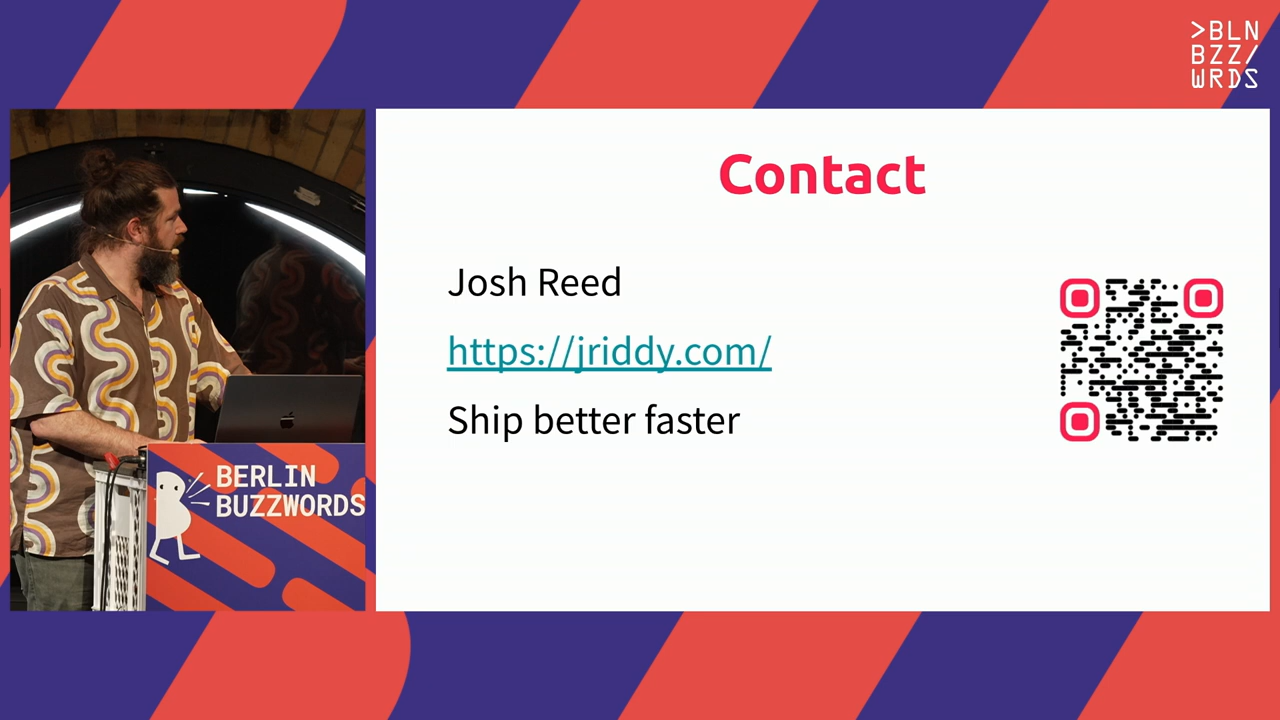 >BLN
BZZ/
WRDS
Contact
Josh Reed
https://jriddy.com/
Ship better faster
BERLIN
BUZZWORDS